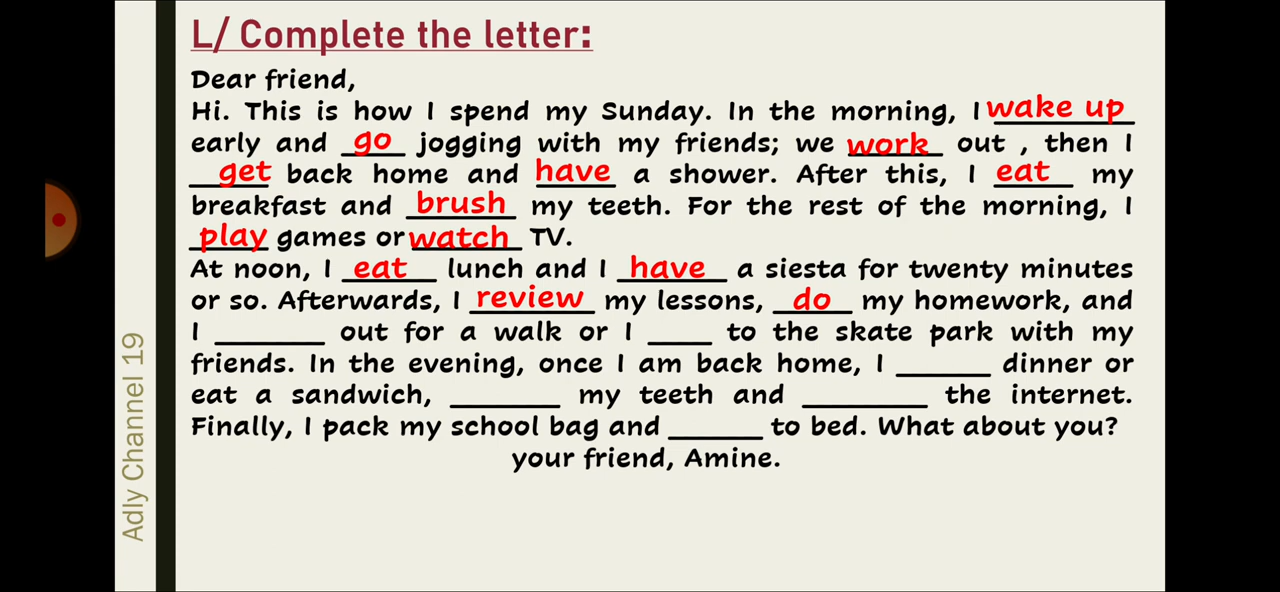 L/ Complete the letter:
Dear friend,
Hi. This is how I spend my Sunday. In the morning, I wake up
early and go jogging with my friends; we work out , then I
get back home and have a shower. After this, I eat my
breakfast and brush my teeth. For the rest of the morning, I
play games or watch TV.
At noon, I eat lunch and I have a siesta for twenty minutes
or so. Afterwards, I review my lessons, do my homework, and
I ________ out for a walk or I ____ to the skate park with my
friends. In the evening, once I am back home, I ______ dinner or
eat a sandwich, _______ my teeth and ________ the internet.
Finally, I pack my school bag and ______ to bed. What about you?
your friend, Amine.
Adly Channel 19